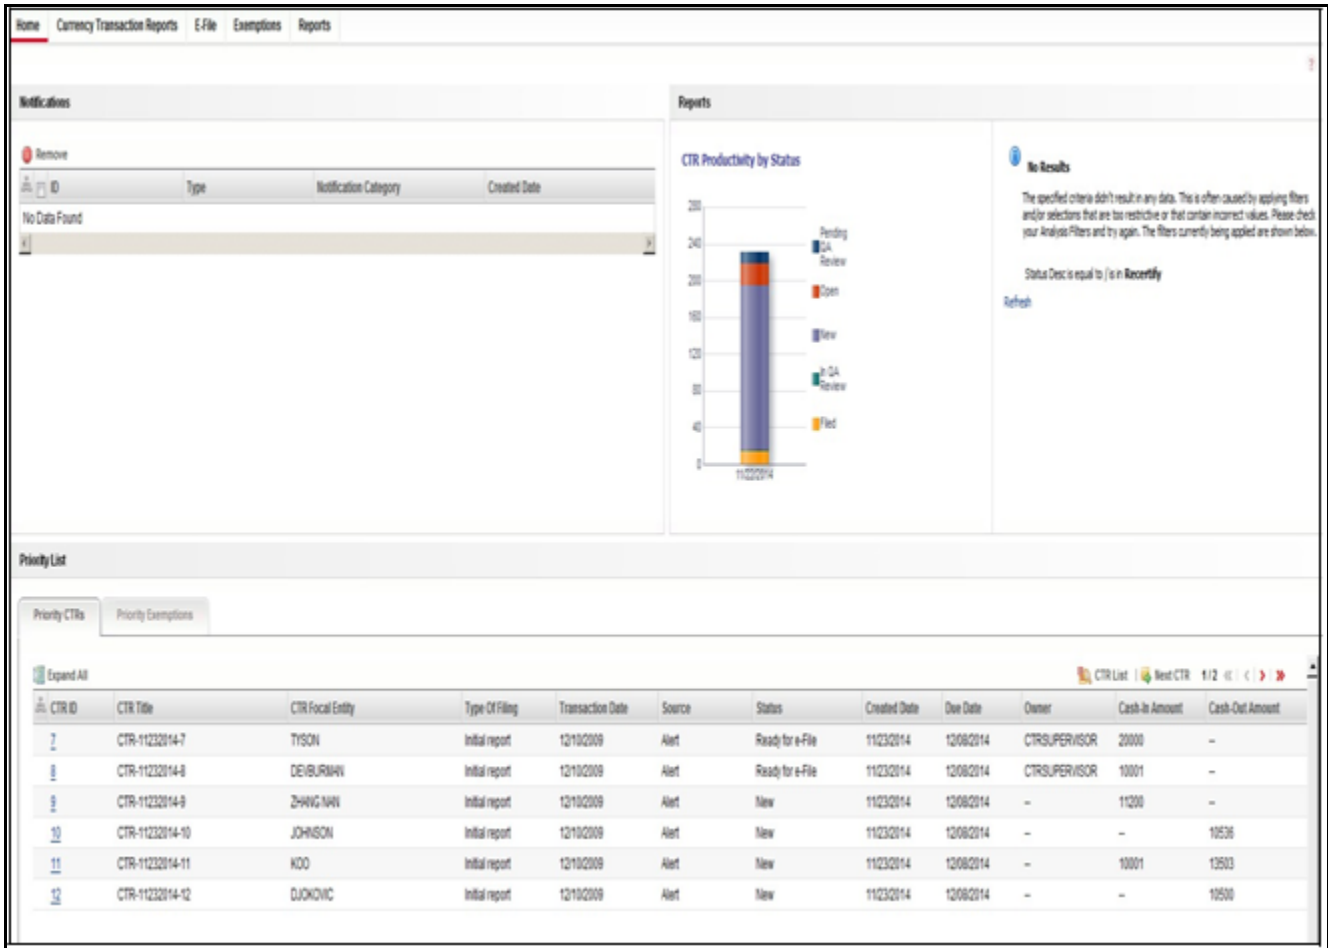 Home Currency Transaction Reports E-File Exemptions Reports
?
Notifications
Remove
ID Type Notification Category Created Date
No Data Found
Reports
CTR Productivity by Status
280
240
200
160
120
80
40
00
11/22/2014
Pending
QA
Review
Open
New
In QA
Review
Filed
No Results
The specified criteria didn't result in any data. This is often caused by applying filters
and/or selections that are too restrictive or that contain incorrect values. Please check
your Analysis Filters and try again. The filters currently being applied are shown below.
Status Desc is equal to / is in Recertify
Refresh
Priority List
Priority CTRs Priority Exemptions
Expand All CTR List Next CTR 1/2
CTR ID CTR Title CTR Focal Entity Type Of Filing Transaction Date Source Status Created Date Due Date Owner Cash-In Amount Cash-Out Amount
7 CTR-11232014-7 TYSON Initial report 12/10/2009 Alert Ready for e-File 11/23/2014 12/08/2014 CTRSUPERVISOR 20000 --
8 CTR-11232014-8 DEVBURMAN Initial report 12/10/2009 Alert Ready for e-File 11/23/2014 12/08/2014 CTRSUPERVISOR 10001 --
9 CTR-11232014-9 ZHANG NAN Initial report 12/10/2009 Alert New 11/23/2014 12/08/2014 -- 11200 --
10 CTR-11232014-10 JOHNSON Initial report 12/10/2009 Alert New 11/23/2014 12/08/2014 -- -- 10536
11 CTR-11232014-11 KOO Initial report 12/10/2009 Alert New 11/23/2014 12/08/2014 -- 10001 13503
12 CTR-11232014-12 DJOKOVIC Initial report 12/10/2009 Alert New 11/23/2014 12/08/2014 -- -- 10500